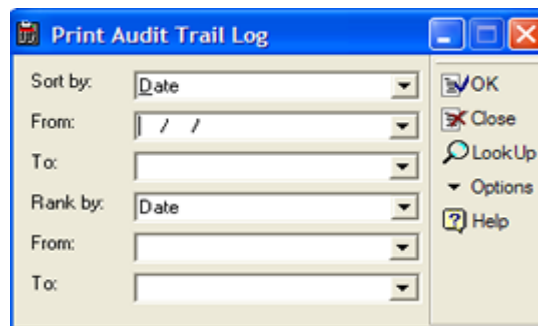 Print Audit Trail Log
Sort by: Date
From: / /
To:
Rank by: Date
From:
To:
OK
Close
LookUp
Options
Help